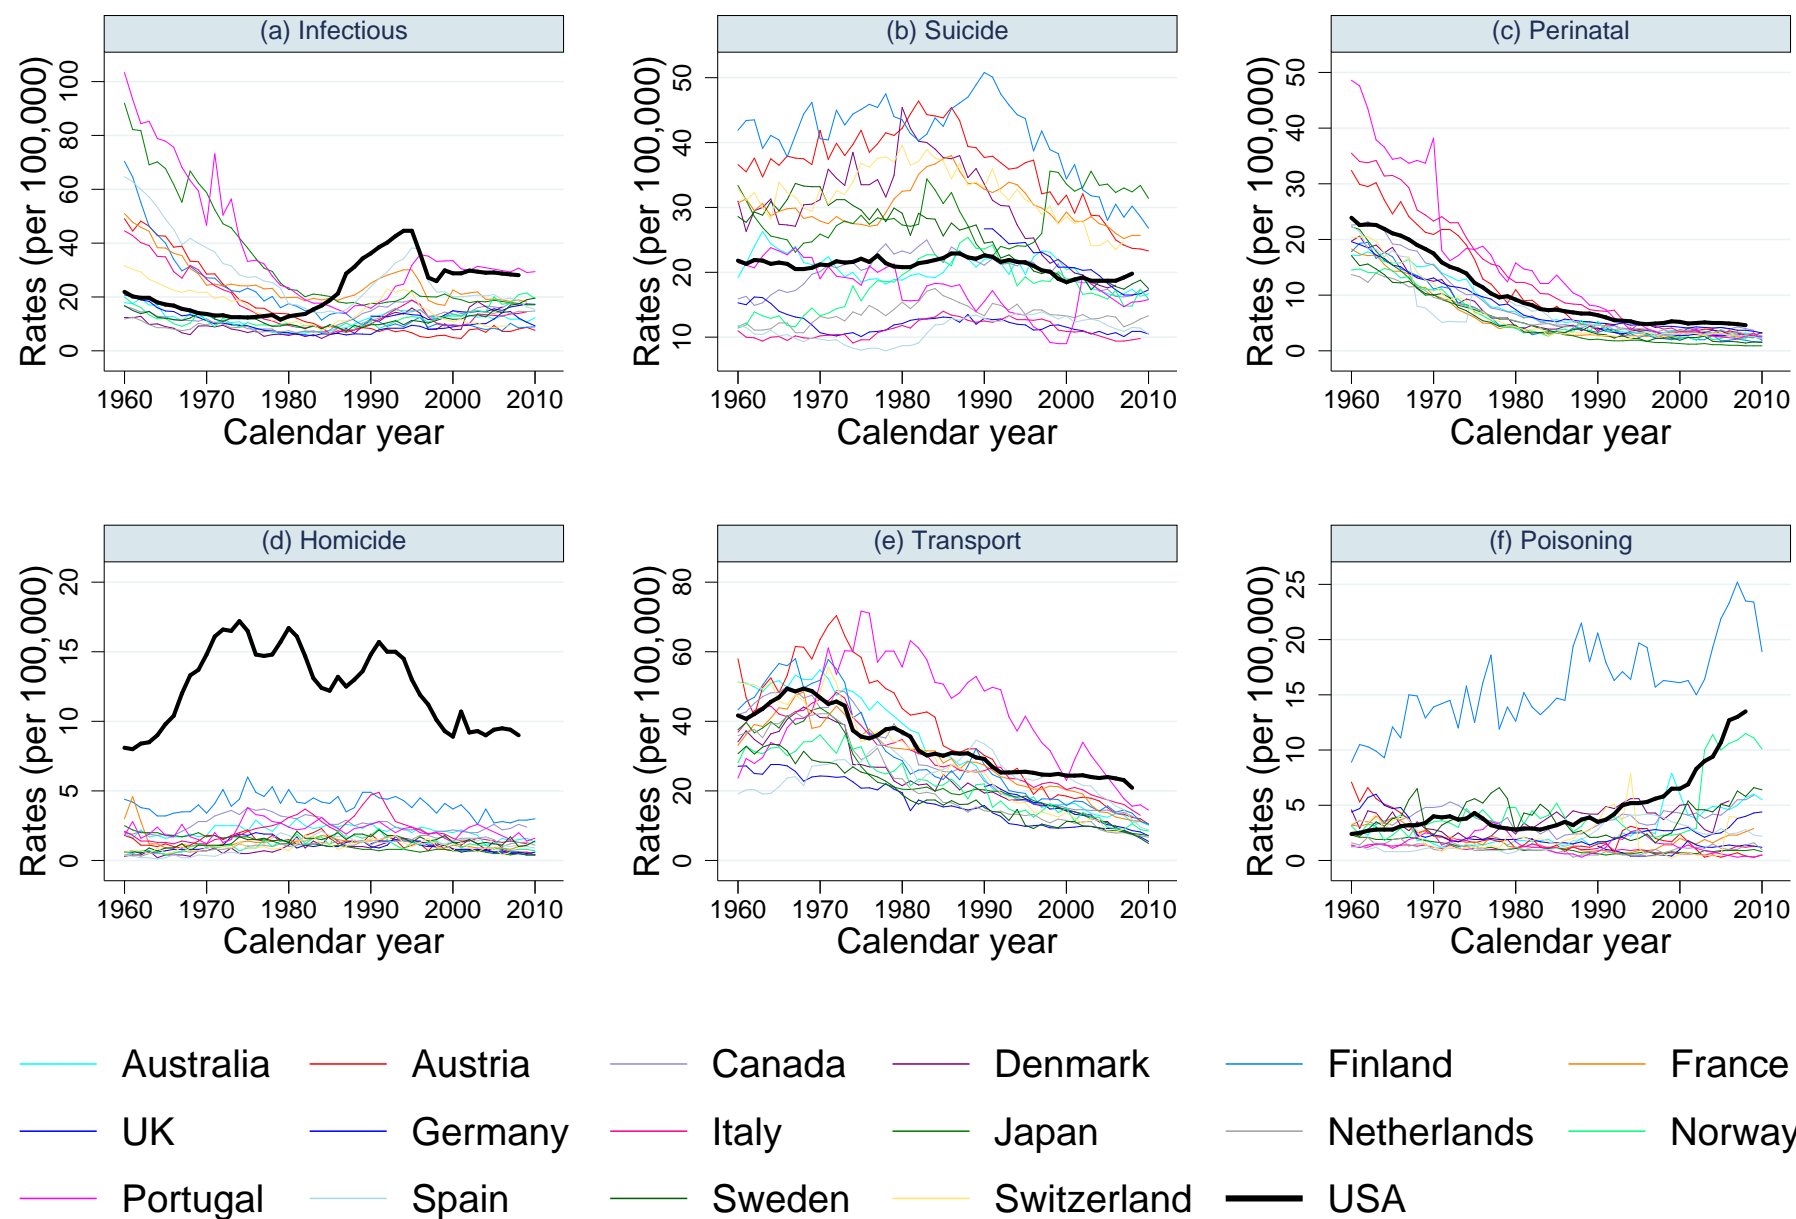 (a) Infectious
(b) Suicide
(c) Perinatal
Rates (per 100,000)
0 20 40 60 80 100
Rates (per 100,000)
10 20 30 40 50
Rates (per 100,000)
0 10 20 30 40 50
1960 1970 1980 1990 2000 2010
1960 1970 1980 1990 2000 2010
1960 1970 1980 1990 2000 2010
Calendar year
Calendar year
Calendar year
(d) Homicide
(e) Transport
(f) Poisoning
Rates (per 100,000)
0 5 10 15 20
Rates (per 100,000)
0 20 40 60 80
Rates (per 100,000)
0 5 10 15 20 25
1960 1970 1980 1990 2000 2010
1960 1970 1980 1990 2000 2010
1960 1970 1980 1990 2000 2010
Calendar year
Calendar year
Calendar year
Australia Austria Canada Denmark Finland France
UK Germany Italy Japan Netherlands Norway
Portugal Spain Sweden Switzerland USA